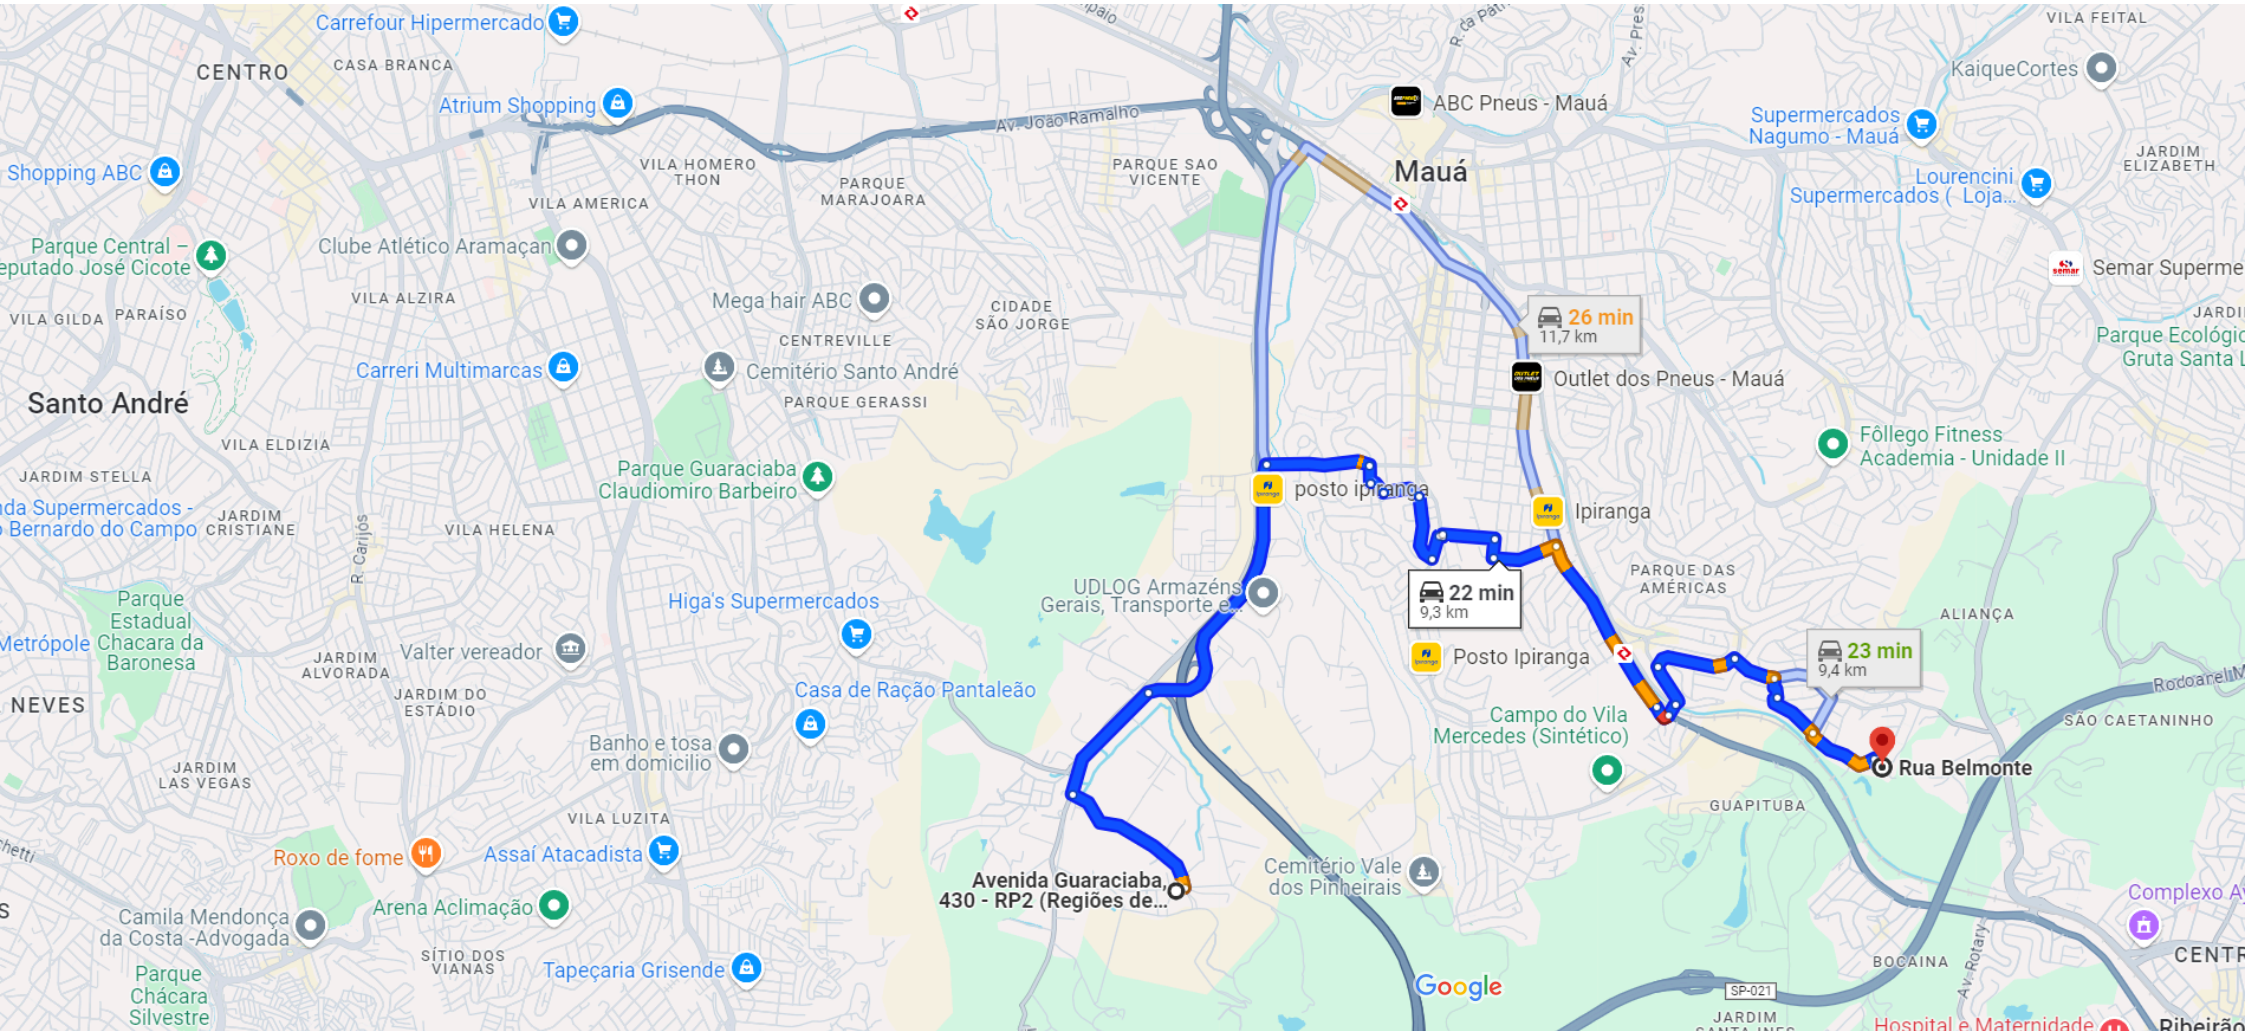 Carrefour Hipermercado
CENTRO
CASA BRANCA
Atrium Shopping
Av. João Ramalho
ABC Pneus - Mauá
VILA FEITAL
KaiqueCortes
Supermercados
Nagumo - Mauá
Shopping ABC
VILA HOMERO
THON
PARQUE
MARAJOARA
PARQUE SAO
VICENTE
Mauá
JARDIM
ELIZABETH
Lourencini
Supermercados ( Loja...
VILA AMERICA
Parque Central –
eputado José Cicote
Clube Atlético Aramaçan
Semar Superme
VILA ALZIRA
Mega hair ABC
CIDADE
SÃO JORGE
VILA GILDA
PARAÍSO
26 min
11,7 km
JARDI
Parque Ecológic
Gruta Santa L
CENTREVILLE
Carreri Multimarcas
Cemitério Santo André
PARQUE GERASSI
Outlet dos Pneus - Mauá
Santo André
VILA ELDIZIA
Fôllego Fitness
Academia - Unidade II
JARDIM STELLA
Parque Guaraciaba
Claudiomiro Barbeiro
posto ipiranga
Ipiranga
nda Supermercados -
o Bernardo do Campo
JARDIM
CRISTIANE
R. Carijós
VILA HELENA
UDLOG Armazéns
Gerais, Transporte e...
PARQUE DAS
AMÉRICAS
22 min
9,3 km
ALIANÇA
Parque
Estadual
Chacara da
Baronesa
Metrópole
Higa's Supermercados
Valter vereador
JARDIM
ALVORADA
Posto Ipiranga
23 min
9,4 km
Rodoanel M
JARDIM DO
ESTÁDIO
Casa de Ração Pantaleão
NEVES
SÃO CAETANINHO
Campo do Vila
Mercedes (Sintético)
Banho e tosa
em domicilio
JARDIM
LAS VEGAS
Rua Belmonte
GUAPITUBA
VILA LUZITA
chetti
Roxo de fome
Assaí Atacadista
Cemitério Vale
dos Pinheirais
Avenida Guaraciaba,
430 - RP2 (Regiões de...
Complexo Ay
Arena Aclimação
Camila Mendonça
da Costa -Advogada
SÍTIO DOS
VIANAS
Tapeçaria Grisende
BOCAINA
Av. Rotary
CENTR
Parque
Chácara
Silvestre
Google
SP-021
JARDIM
Hospital e Maternidade
Ribeirão